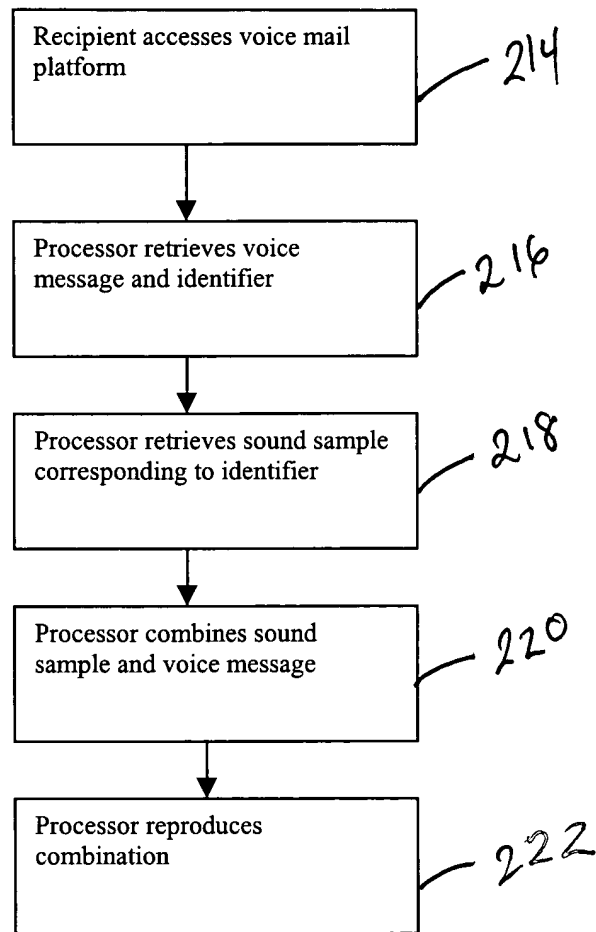 Recipient accesses voice mail
platform
214
Processor retrieves voice
message and identifier
216
Processor retrieves sound sample
corresponding to identifier
218
Processor combines sound
sample and voice message
220
Processor reproduces
combination
222